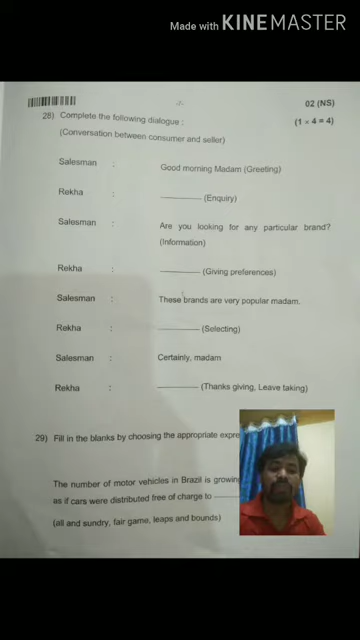 Made with KINEMASTER
-7-
02 (NS)
28) Complete the following dialogue : (1 × 4 = 4)
(Conversation between consumer and seller)
Salesman : Good morning Madam (Greeting)
Rekha : ________ (Enquiry)
Salesman : Are you looking for any particular brand?
(Information)
Rekha : ________ (Giving preferences)
Salesman : These brands are very popular madam.
Rekha : ________ (Selecting)
Salesman : Certainly, madam
Rekha : ________ (Thanks giving, Leave taking)
29) Fill in the blanks by choosing the appropriate expre
The number of motor vehicles in Brazil is growing
as if cars were distributed free of charge to ____
(all and sundry, fair game, leaps and bounds)